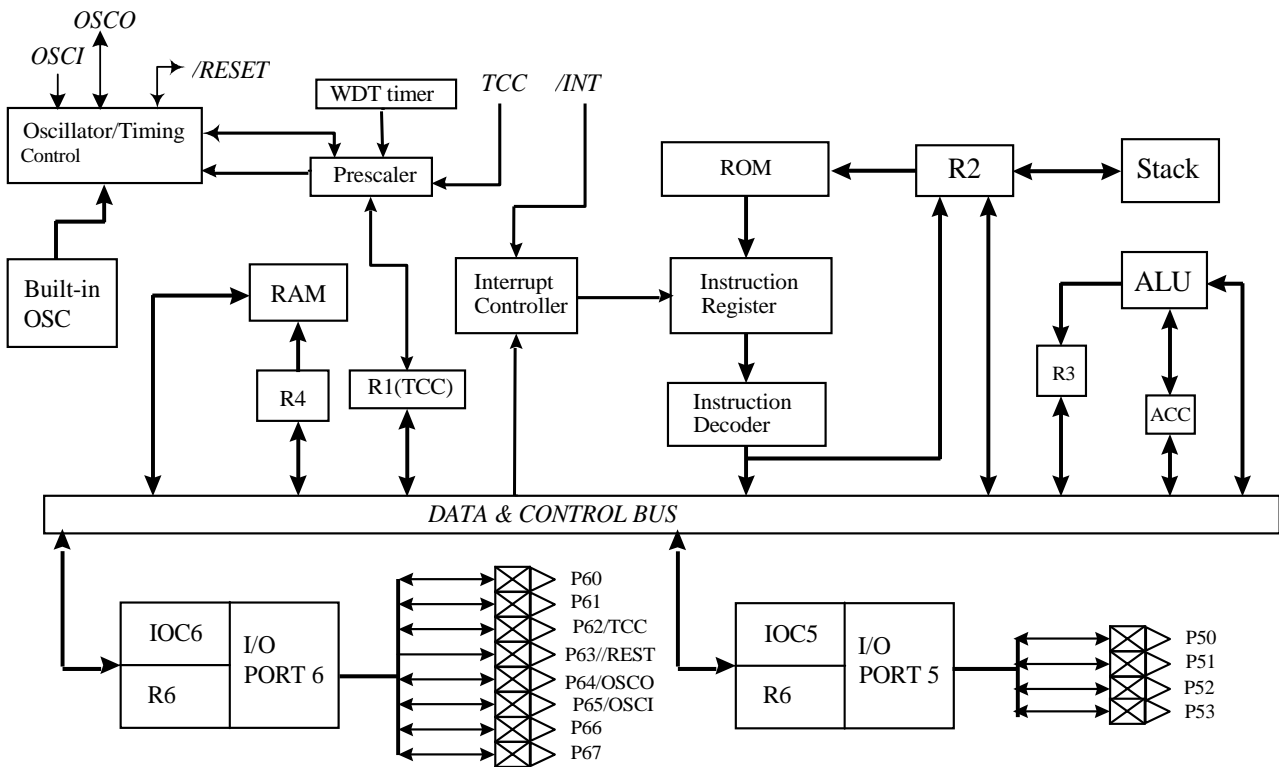 OSCO
OSCI
/RESET
WDT timer
TCC
/INT
Oscillator/Timing
Control
Prescaler
ROM
R2
Stack
Built-in
OSC
RAM
Interrupt
Controller
Instruction
Register
ALU
R4
R1(TCC)
Instruction
Decoder
R3
ACC
DATA & CONTROL BUS
IOC6
R6
I/O
PORT 6
P60
P61
P62/TCC
P63//REST
P64/OSCO
P65/OSCI
P66
P67
IOC5
R6
I/O
PORT 5
P50
P51
P52
P53